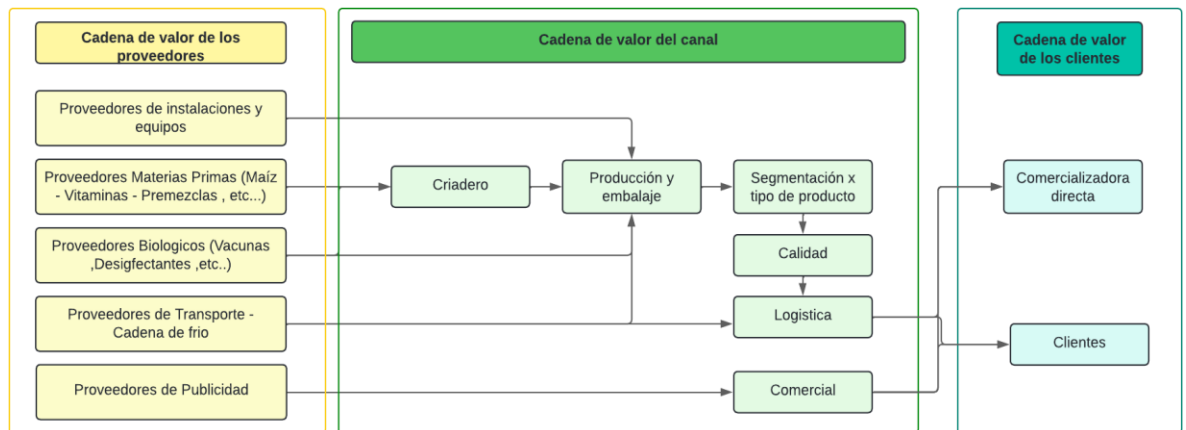 Cadena de valor de los
proveedores
Proveedores de instalaciones y
equipos
Proveedores Materias Primas (Maíz
- Vitaminas - Premezclas , etc...)
Proveedores Biologicos (Vacunas
,Desigfectantes ,etc..)
Proveedores de Transporte -
Cadena de frio
Proveedores de Publicidad
Cadena de valor del canal
Criadero
Producción y
embalaje
Segmentación x
tipo de producto
Calidad
Logistica
Comercial
Cadena de valor
de los clientes
Comercializadora
directa
Clientes